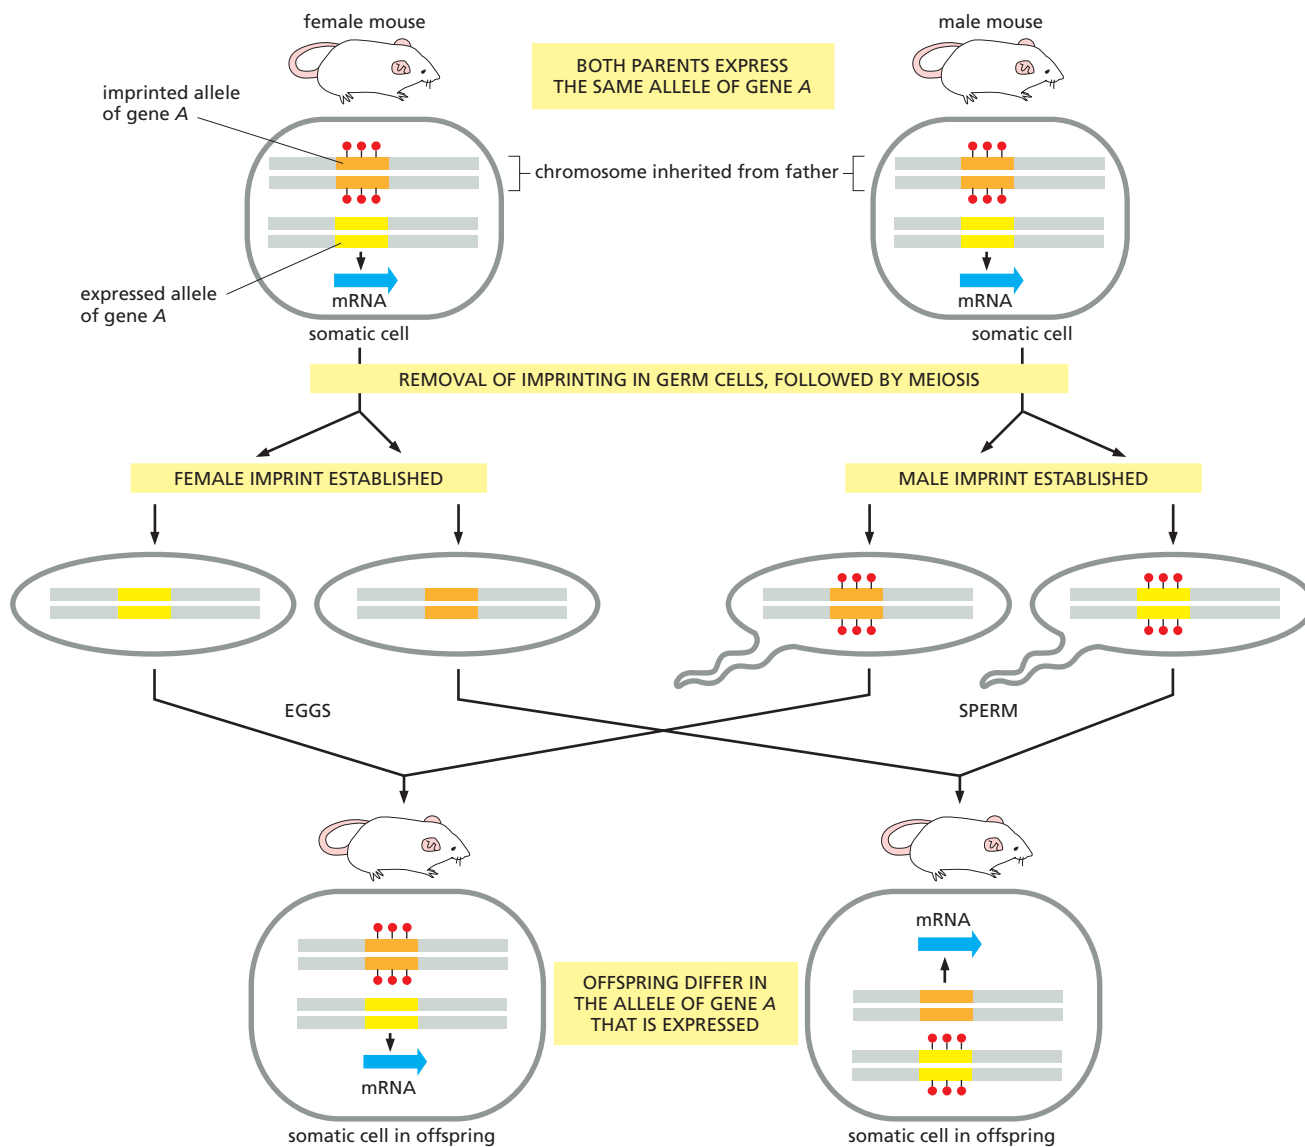 female mouse
male mouse
BOTH PARENTS EXPRESS
THE SAME ALLELE OF GENE A
imprinted allele
of gene A
chromosome inherited from father
expressed allele
of gene A
mRNA
mRNA
somatic cell
somatic cell
REMOVAL OF IMPRINTING IN GERM CELLS, FOLLOWED BY MEIOSIS
FEMALE IMPRINT ESTABLISHED
MALE IMPRINT ESTABLISHED
EGGS
SPERM
mRNA
OFFSPRING DIFFER IN
THE ALLELE OF GENE A
THAT IS EXPRESSED
mRNA
somatic cell in offspring
somatic cell in offspring